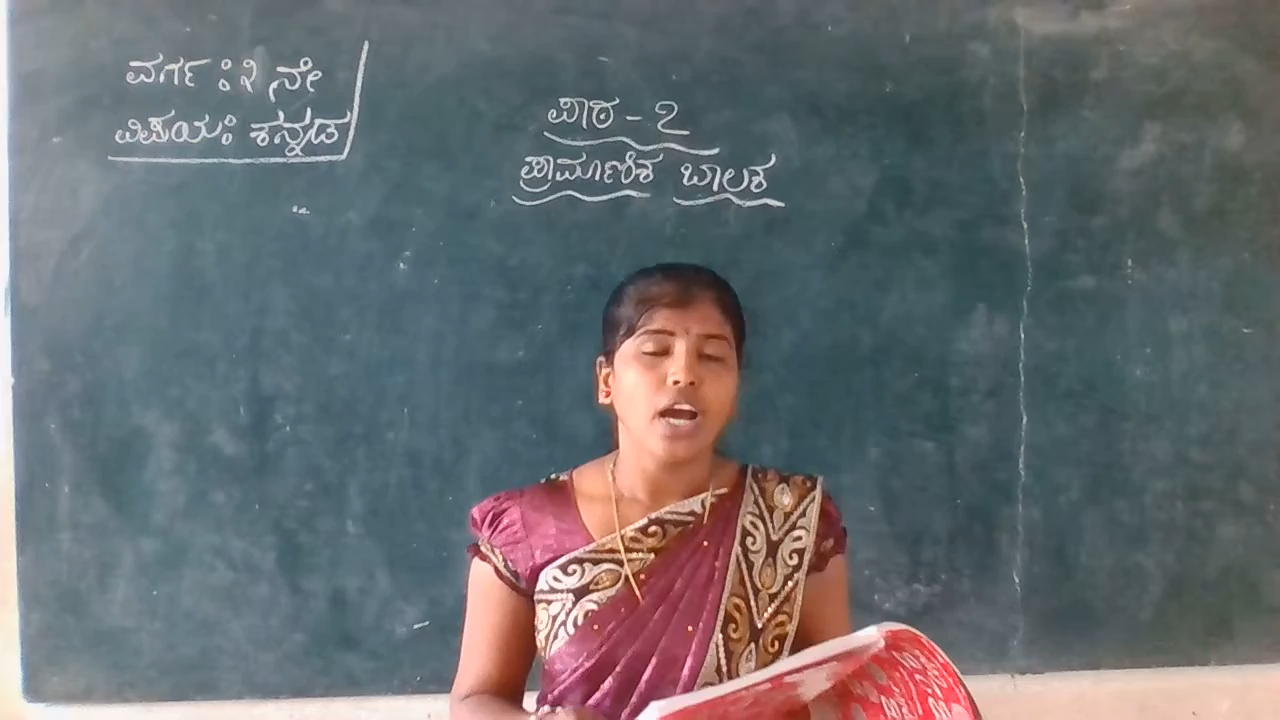 ವರ್ಗ : ೩ ನೇ
ವಿಷಯ: ಕನ್ನಡ
ಪಾಠ - 2
ಪ್ರಾಮಾಣಿಕ ಬಾಲಕ